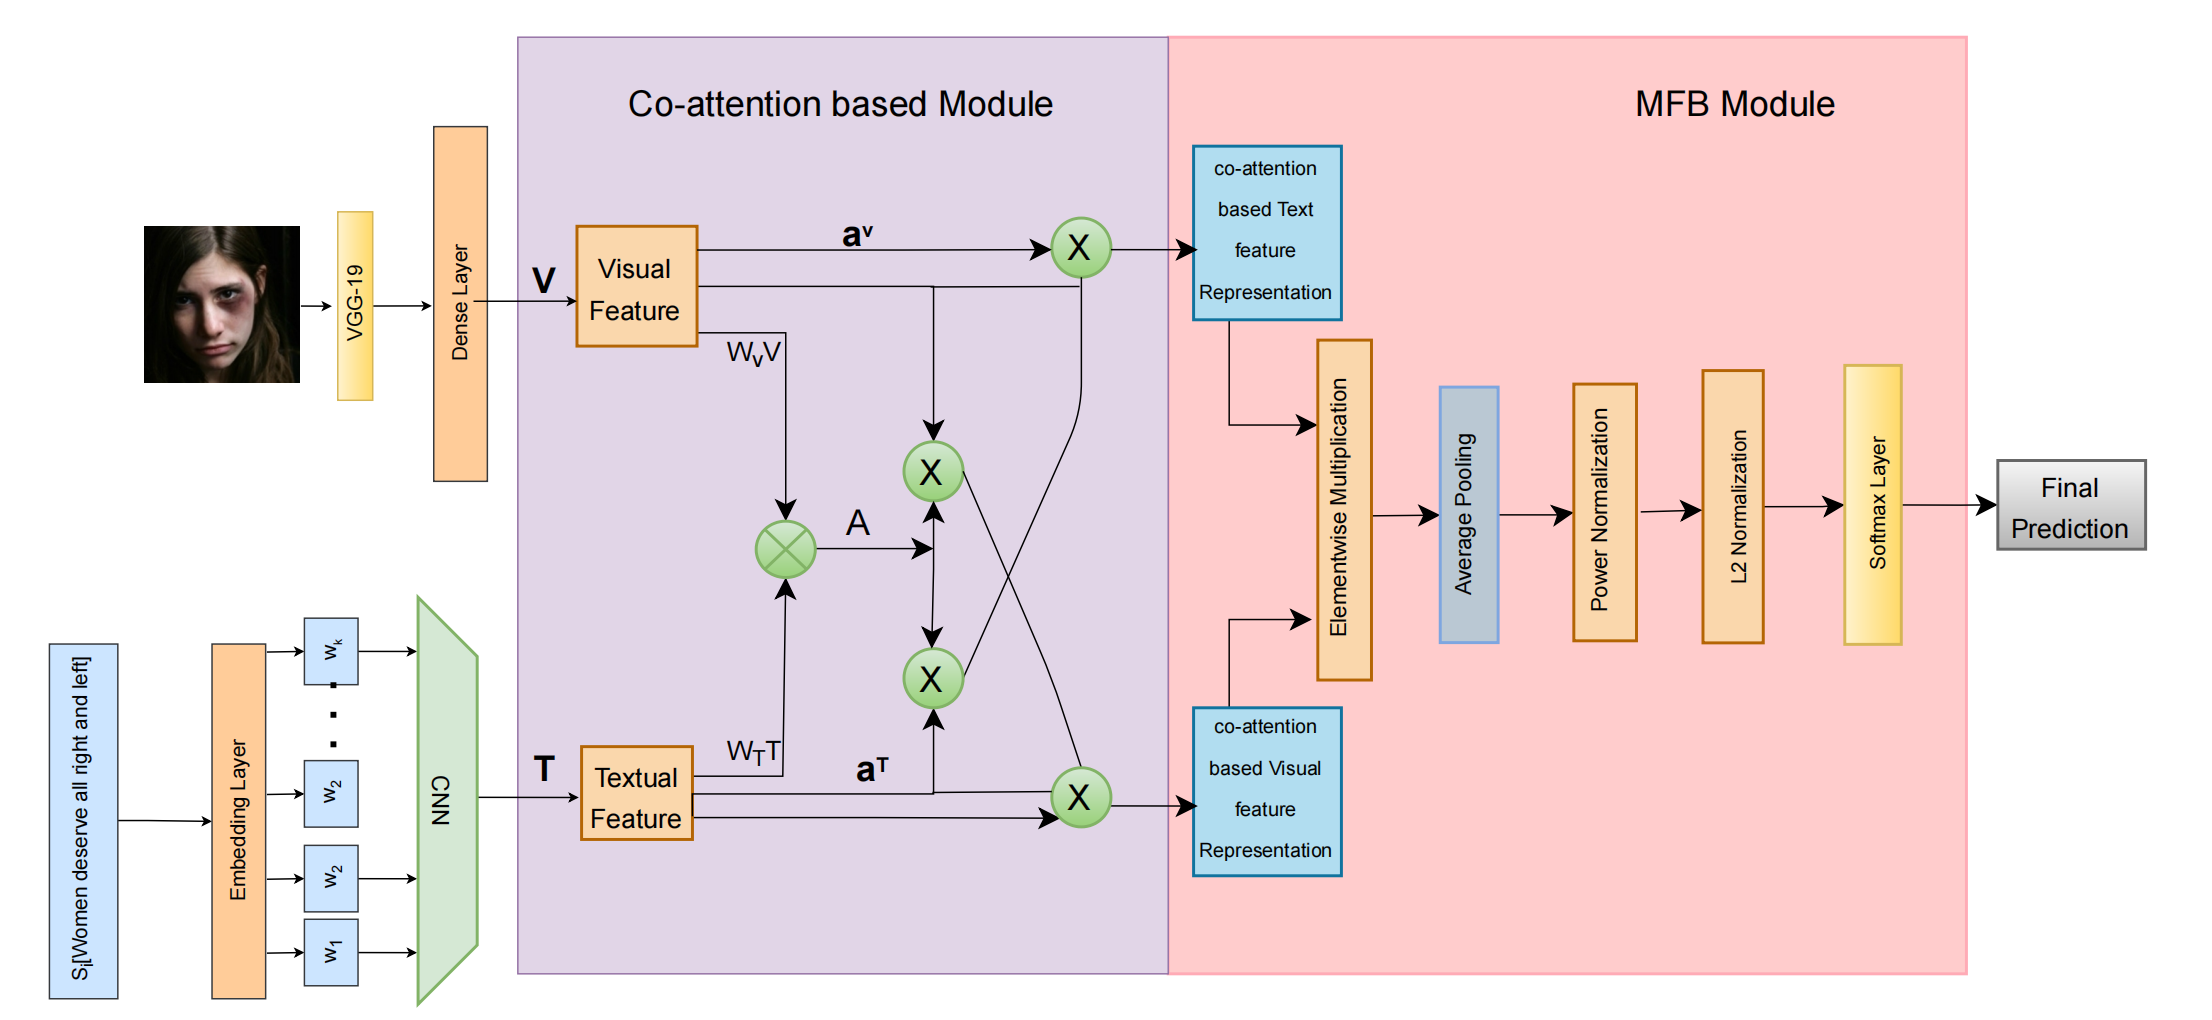 Co-attention based Module
MFB Module
VGG-19
Dense Layer
V
Visual
Feature
a^v
W_vV
X
X
A
X
X
W_TT
a^T
T
Textual
Feature
S_i[Women deserve all right and left]
Embedding Layer
w_k
w_2
w_2
w_1
CNN
co-attention
based Text
feature
Representation
co-attention
based Visual
feature
Representation
Elementwise Multiplication
Average Pooling
Power Normalization
L2 Normalization
Softmax Layer
Final
Prediction